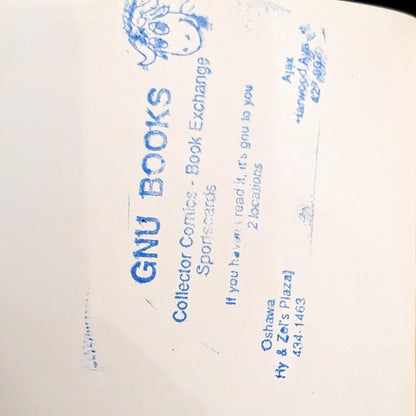 GNU BOOKS
Collector Comics - Book Exchange
Sportscards
If you haven't read it, it's gnu to you
2 locations
Oshawa
Hy & Zel's Plaza
434-1463
Ajax
Harwood Ave